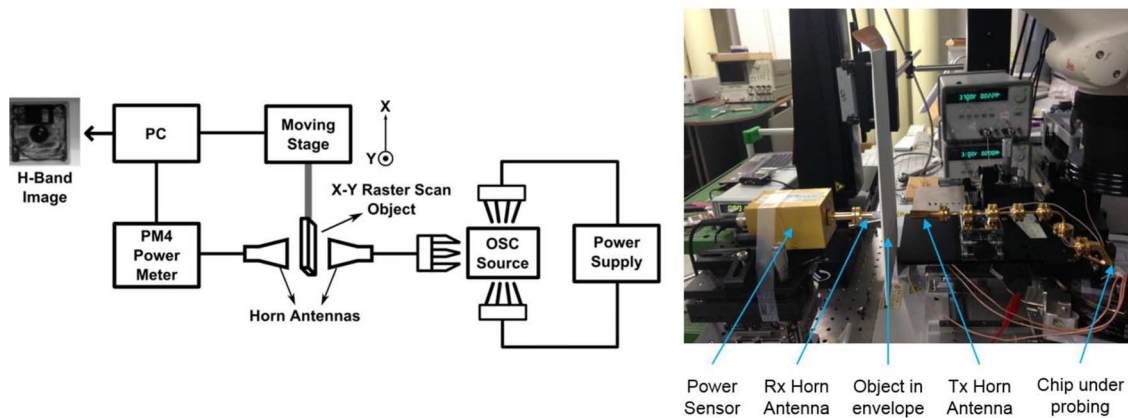 PC
Moving
Stage
X
Y
H-Band
Image
X-Y Raster Scan
Object
PM4
Power
Meter
OSC
Source
Power
Supply
Horn Antennas
Power
Sensor
Rx Horn
Antenna
Object in
envelope
Tx Horn
Antenna
Chip under
probing